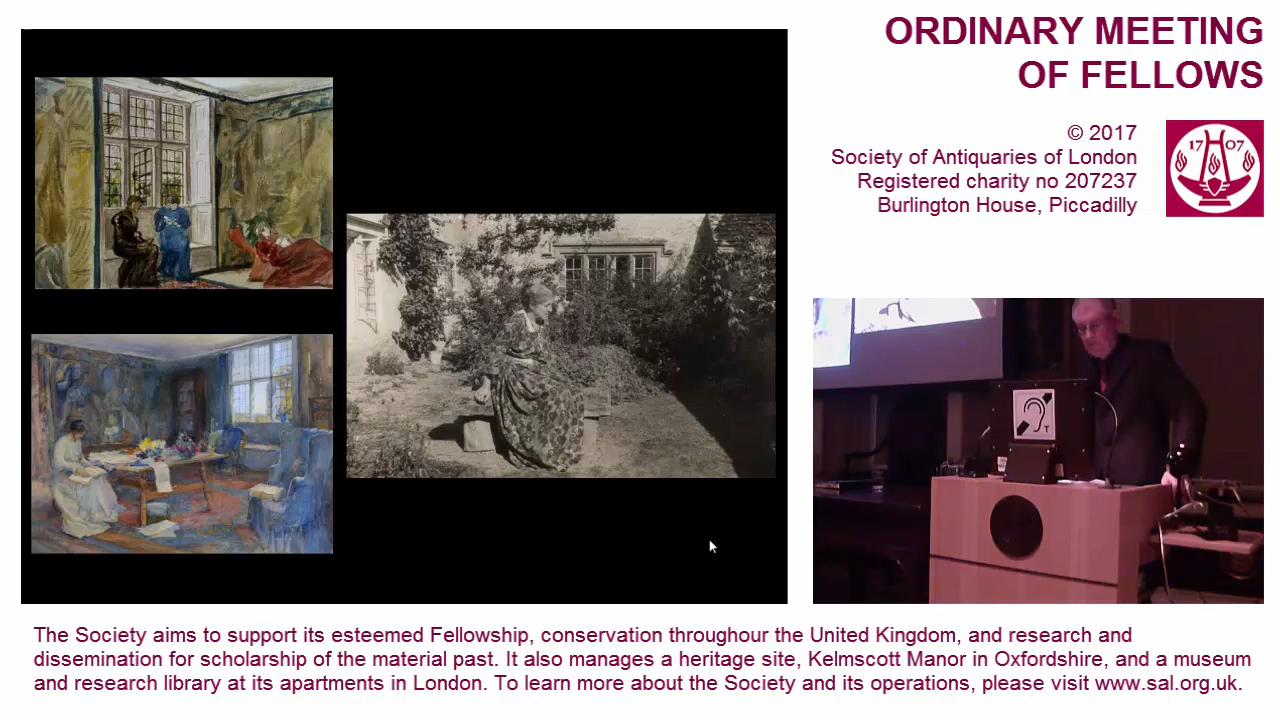 ORDINARY MEETING
OF FELLOWS
© 2017
Society of Antiquaries of London
Registered charity no 207237
Burlington House, Piccadilly
17 07
T
The Society aims to support its esteemed Fellowship, conservation throughour the United Kingdom, and research and
dissemination for scholarship of the material past. It also manages a heritage site, Kelmscott Manor in Oxfordshire, and a museum
and research library at its apartments in London. To learn more about the Society and its operations, please visit www.sal.org.uk.